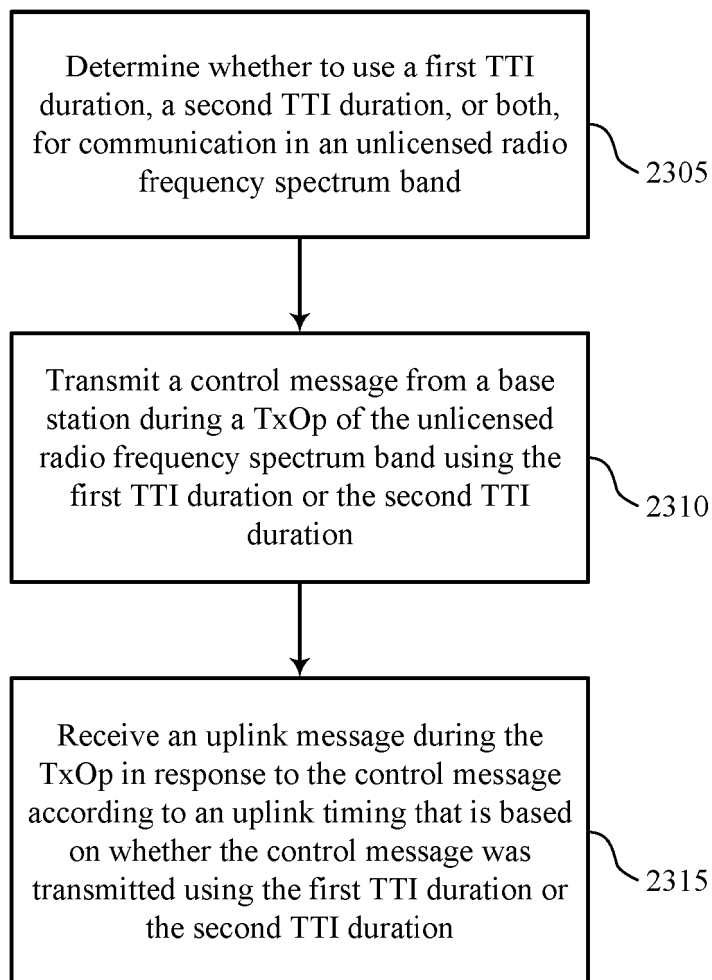 Determine whether to use a first TTI
duration, a second TTI duration, or both,
for communication in an unlicensed radio
frequency spectrum band
2305
Transmit a control message from a base
station during a TxOp of the unlicensed
radio frequency spectrum band using the
first TTI duration or the second TTI
duration
2310
Receive an uplink message during the
TxOp in response to the control message
according to an uplink timing that is based
on whether the control message was
transmitted using the first TTI duration or
the second TTI duration
2315